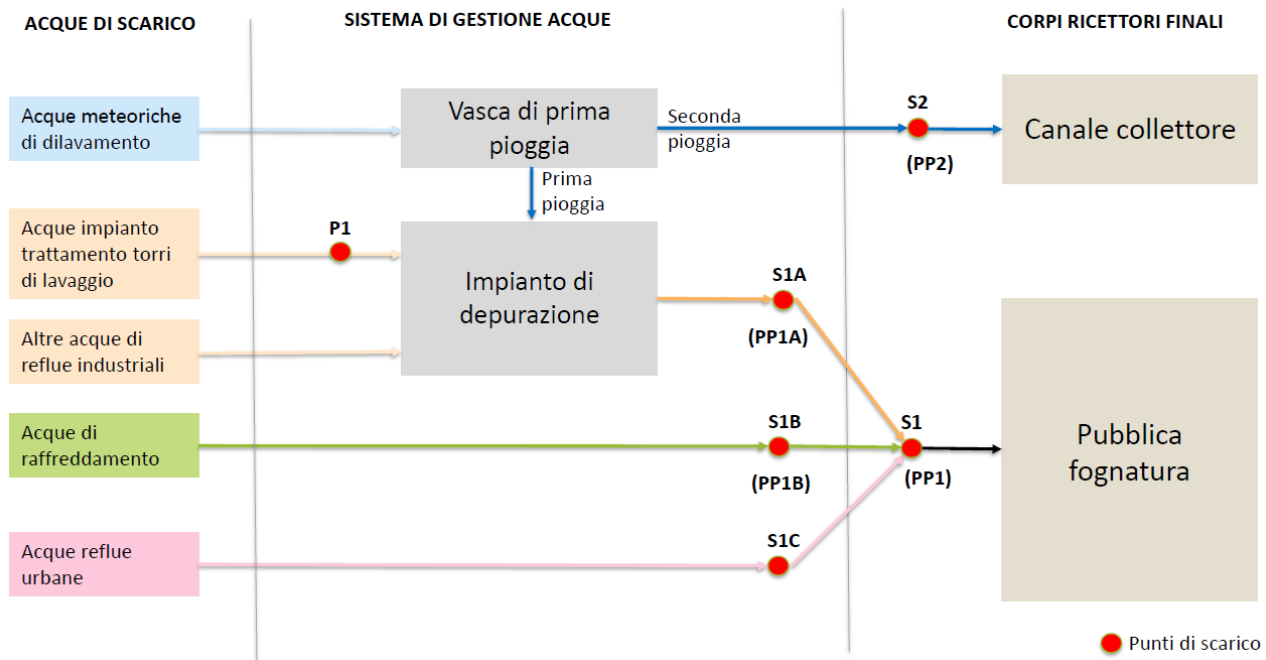 ACQUE DI SCARICO
SISTEMA DI GESTIONE ACQUE
CORPI RICETTORI FINALI
Acque meteoriche
di dilavamento
Vasca di prima
pioggia
Seconda
pioggia
S2
(PP2)
Canale collettore
Prima
pioggia
Acque impianto
trattamento torri
di lavaggio
P1
Impianto di
depurazione
S1A
(PP1A)
Altre acque di
reflue industriali
Acque di
raffreddamento
S1B
(PP1B)
S1
(PP1)
Pubblica
fognatura
Acque reflue
urbane
S1C
Punti di scarico